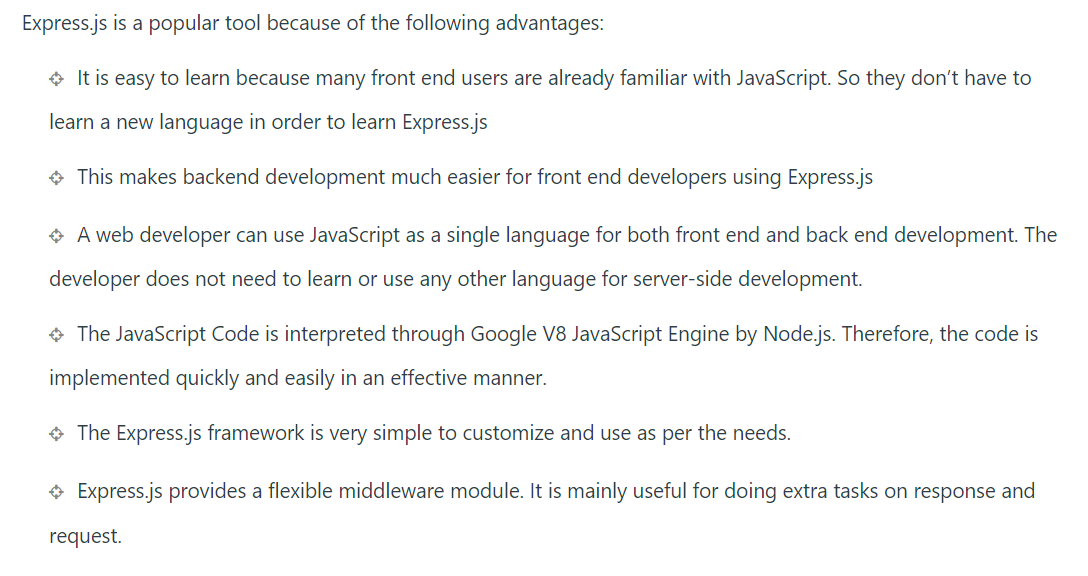 Express.js is a popular tool because of the following advantages:
It is easy to learn because many front end users are already familiar with JavaScript. So they don’t have to
learn a new language in order to learn Express.js
This makes backend development much easier for front end developers using Express.js
A web developer can use JavaScript as a single language for both front end and back end development. The
developer does not need to learn or use any other language for server-side development.
The JavaScript Code is interpreted through Google V8 JavaScript Engine by Node.js. Therefore, the code is
implemented quickly and easily in an effective manner.
The Express.js framework is very simple to customize and use as per the needs.
Express.js provides a flexible middleware module. It is mainly useful for doing extra tasks on response and
request.